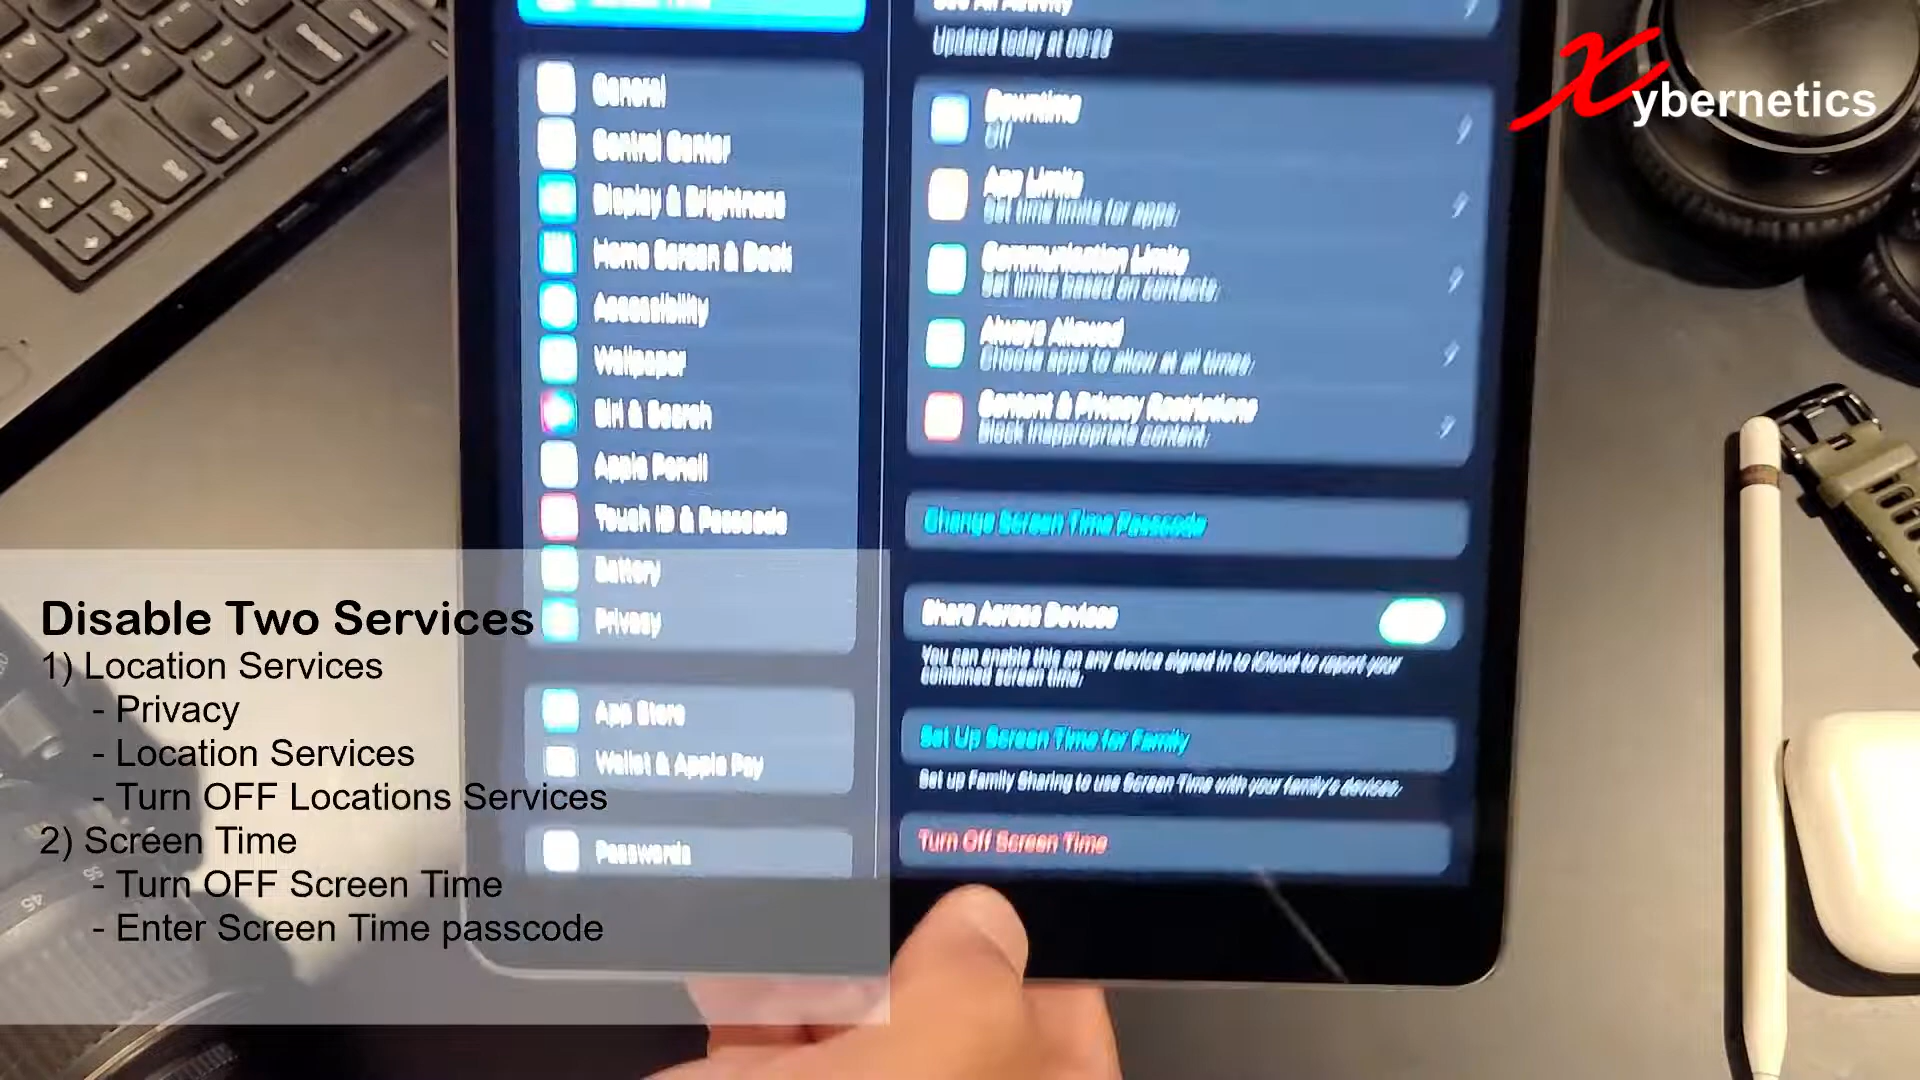 Updated today at
General
Control Center
Display & Brightness
Home Screen & Dock
Accessibility
Wallpaper
Siri & Search
Apple Pencil
Touch ID & Passcode
Battery
Privacy
App Store
Wallet & Apple Pay
Passwords
Downtime
Off
App Limits
Set time limits for apps.
Communication Limits
Set limits based on contacts.
Always Allowed
Choose apps to allow at all times.
Content & Privacy Restrictions
Block inappropriate content.
Change Screen Time Passcode
Share Across Devices
You can enable this on any device signed in to iCloud to report your
combined screen time.
Set Up Screen Time for Family
Set up Family Sharing to use Screen Time with your family's devices.
Turn Off Screen Time
Xybernetics
Disable Two Services
1) Location Services
- Privacy
- Location Services
- Turn OFF Locations Services
2) Screen Time
- Turn OFF Screen Time
- Enter Screen Time passcode